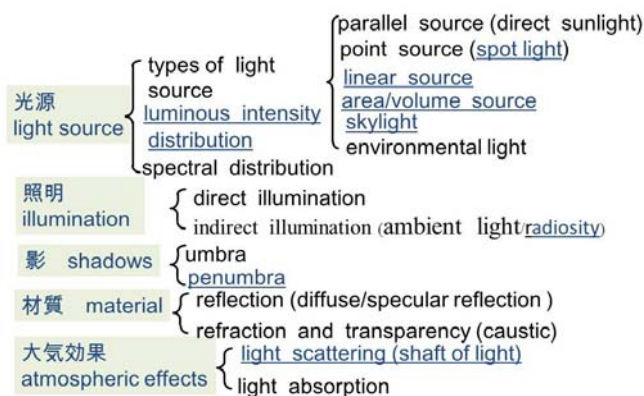 光源
light source
types of light
source
luminous intensity
distribution
spectral distribution
parallel source (direct sunlight)
point source (spot light)
linear source
area/volume source
skylight
environmental light
照明
illumination
direct illumination
indirect illumination (ambient light/radiosity)
影 shadows
umbra
penumbra
材質 material
reflection (diffuse/specular reflection )
refraction and transparency (caustic)
大気効果
atmospheric effects
light scattering (shaft of light)
light absorption